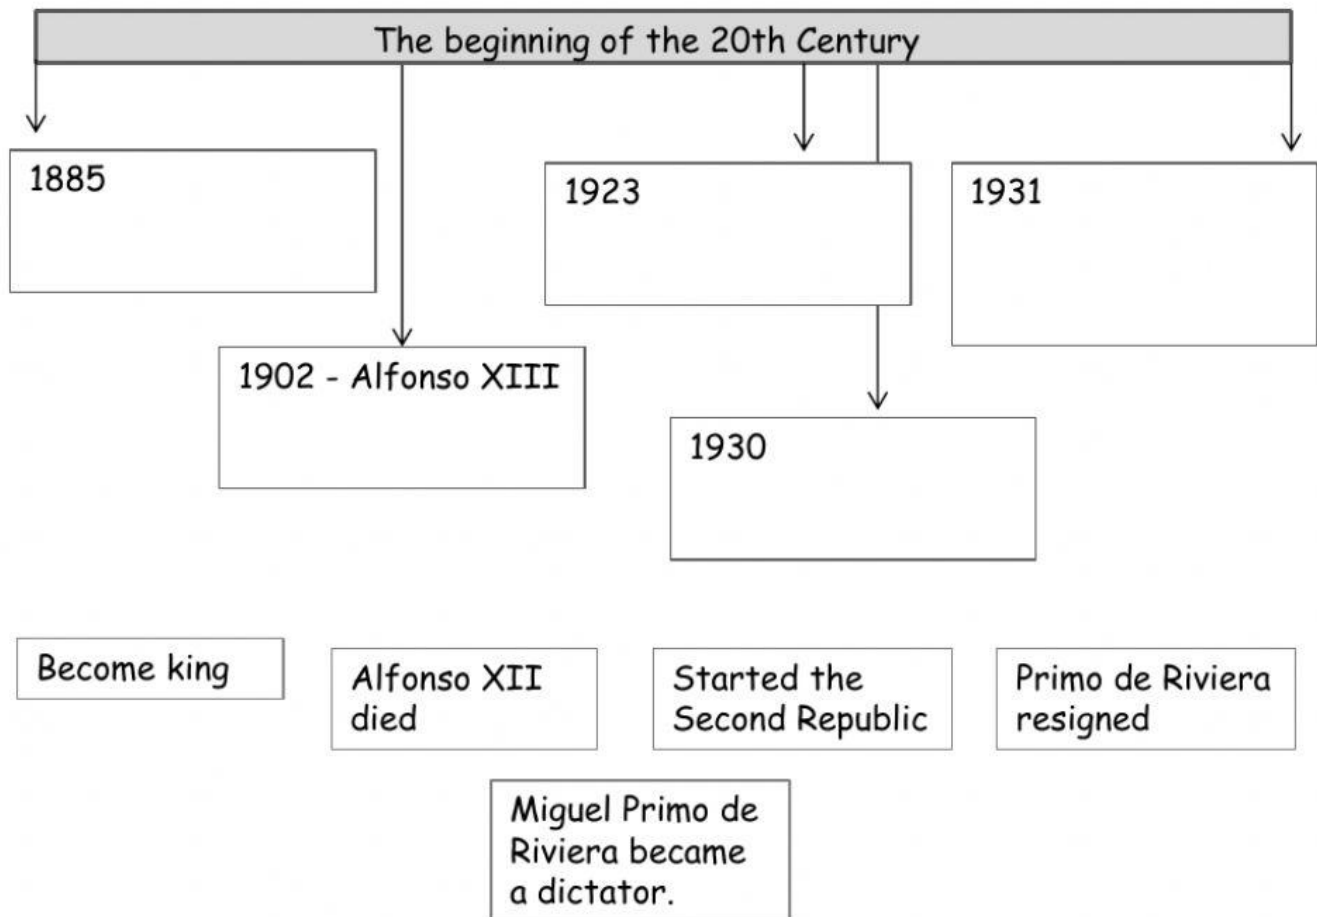 The beginning of the 20th Century
1885
1923
1931
1902 - Alfonso XIII
1930
Become king
Alfonso XII
died
Started the
Second Republic
Primo de Riviera
resigned
Miguel Primo de
Riviera became
a dictator.